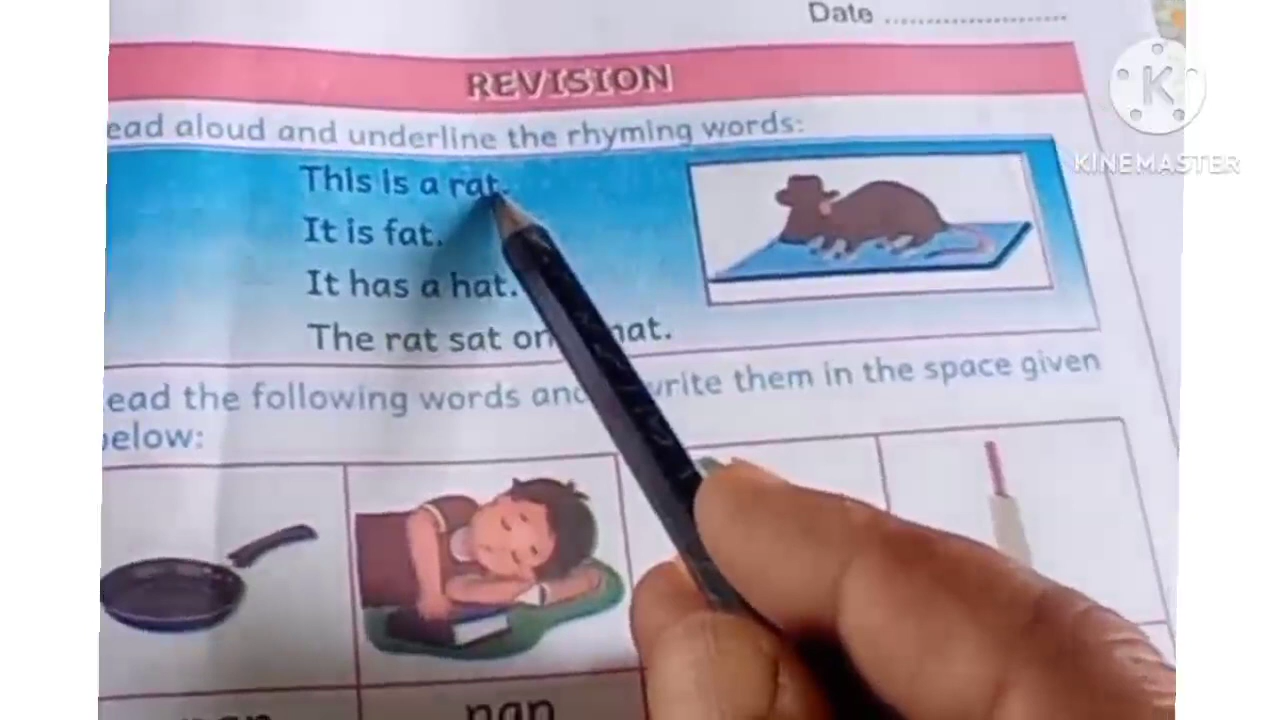 Date
REVISION
ead aloud and underline the rhyming words:
This is a rat.
It is fat.
It has a hat.
The rat sat on hat.
ead the following words and write them in the space given
elow:
nap
K
KINEMASTER